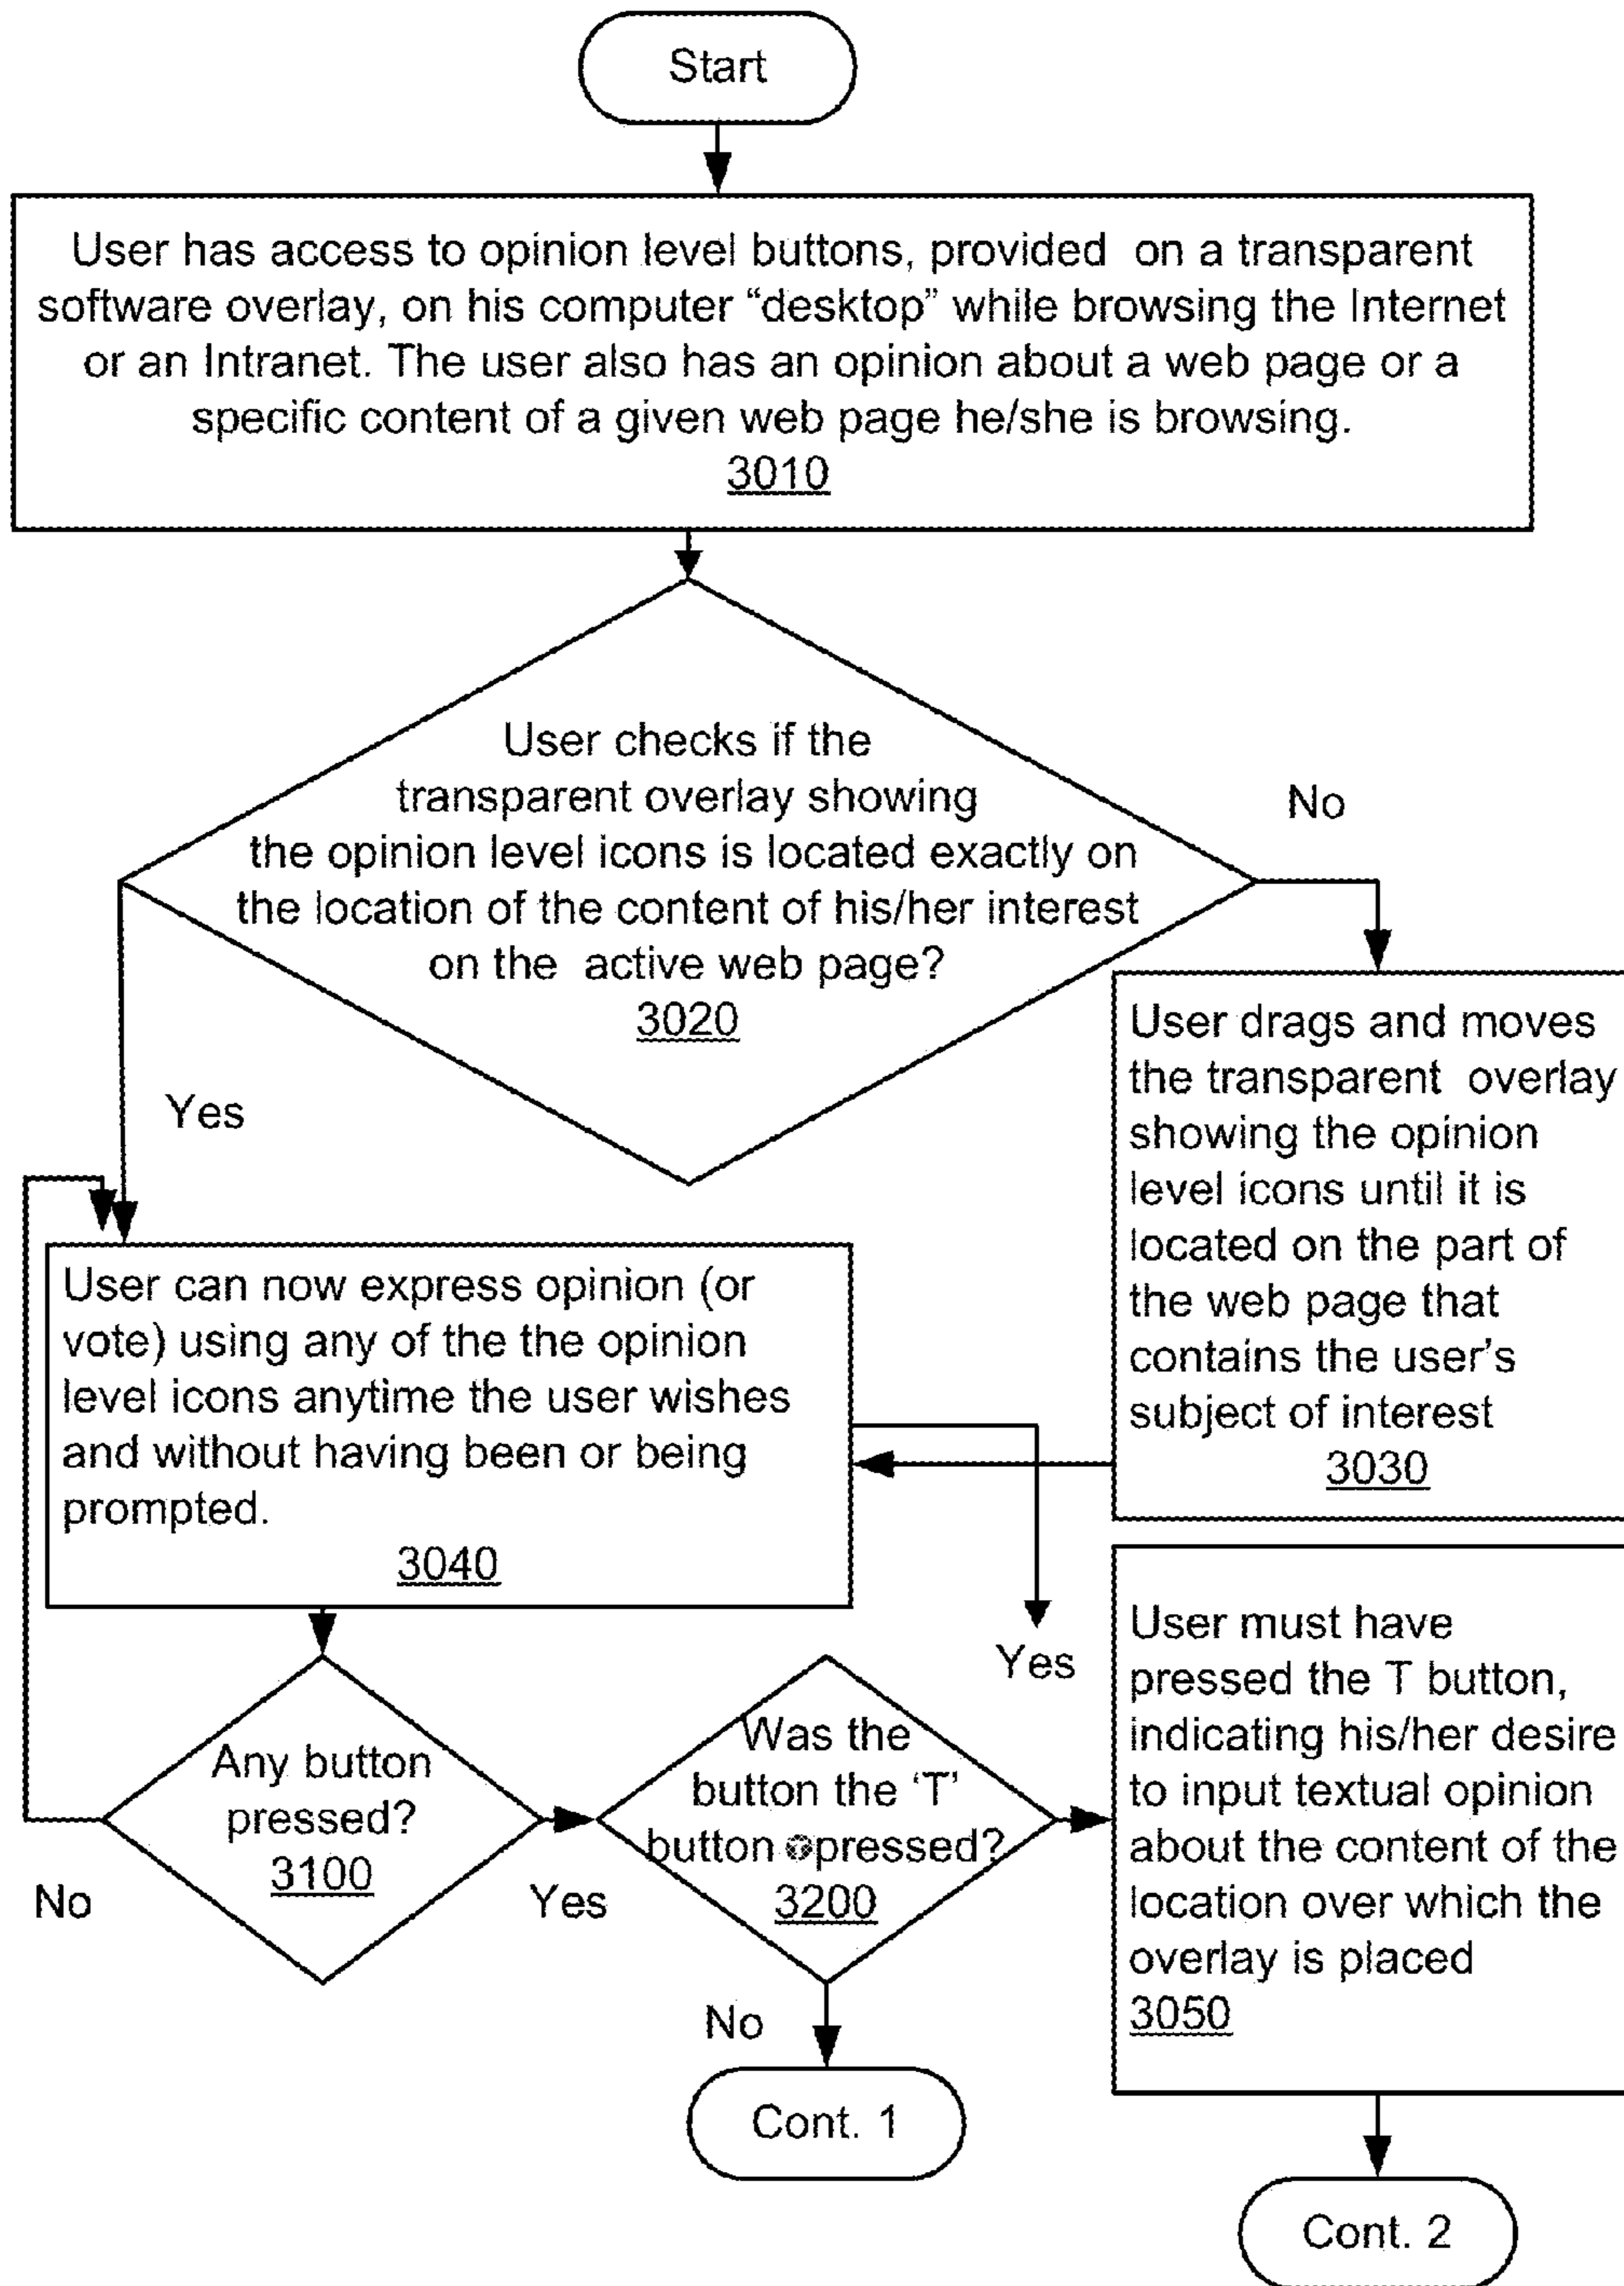 Start
User has access to opinion level buttons, provided on a transparent
software overlay, on his computer “desktop” while browsing the Internet
or an Intranet. The user also has an opinion about a web page or a
specific content of a given web page he/she is browsing.
3010
User checks if the
transparent overlay showing
the opinion level icons is located exactly on
the location of the content of his/her interest
on the active web page?
3020
No
Yes
User drags and moves
the transparent overlay
showing the opinion
level icons until it is
located on the part of
the web page that
contains the user's
subject of interest
3030
User can now express opinion (or
vote) using any of the the opinion
level icons anytime the user wishes
and without having been or being
prompted.
3040
Any button
pressed?
3100
No
Yes
Was the
button the ‘T’
button pressed?
3200
Yes
No
User must have
pressed the T button,
indicating his/her desire
to input textual opinion
about the content of the
location over which the
overlay is placed
3050
Cont. 1
Cont. 2